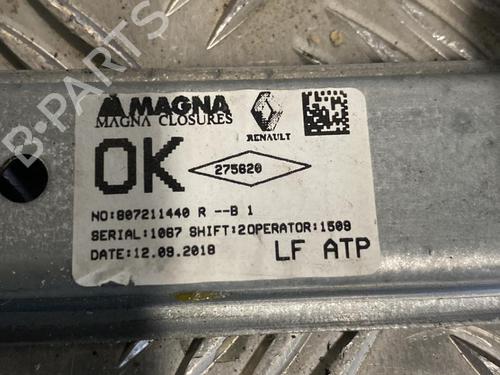 MAGNA
MAGNA CLOSURES
RENAULT
OK
275620
NO:807211440 R --B 1
SERIAL:1067 SHIFT:2OPERATOR:1509
DATE:12.09.2018
LF ATP
B-PARTS